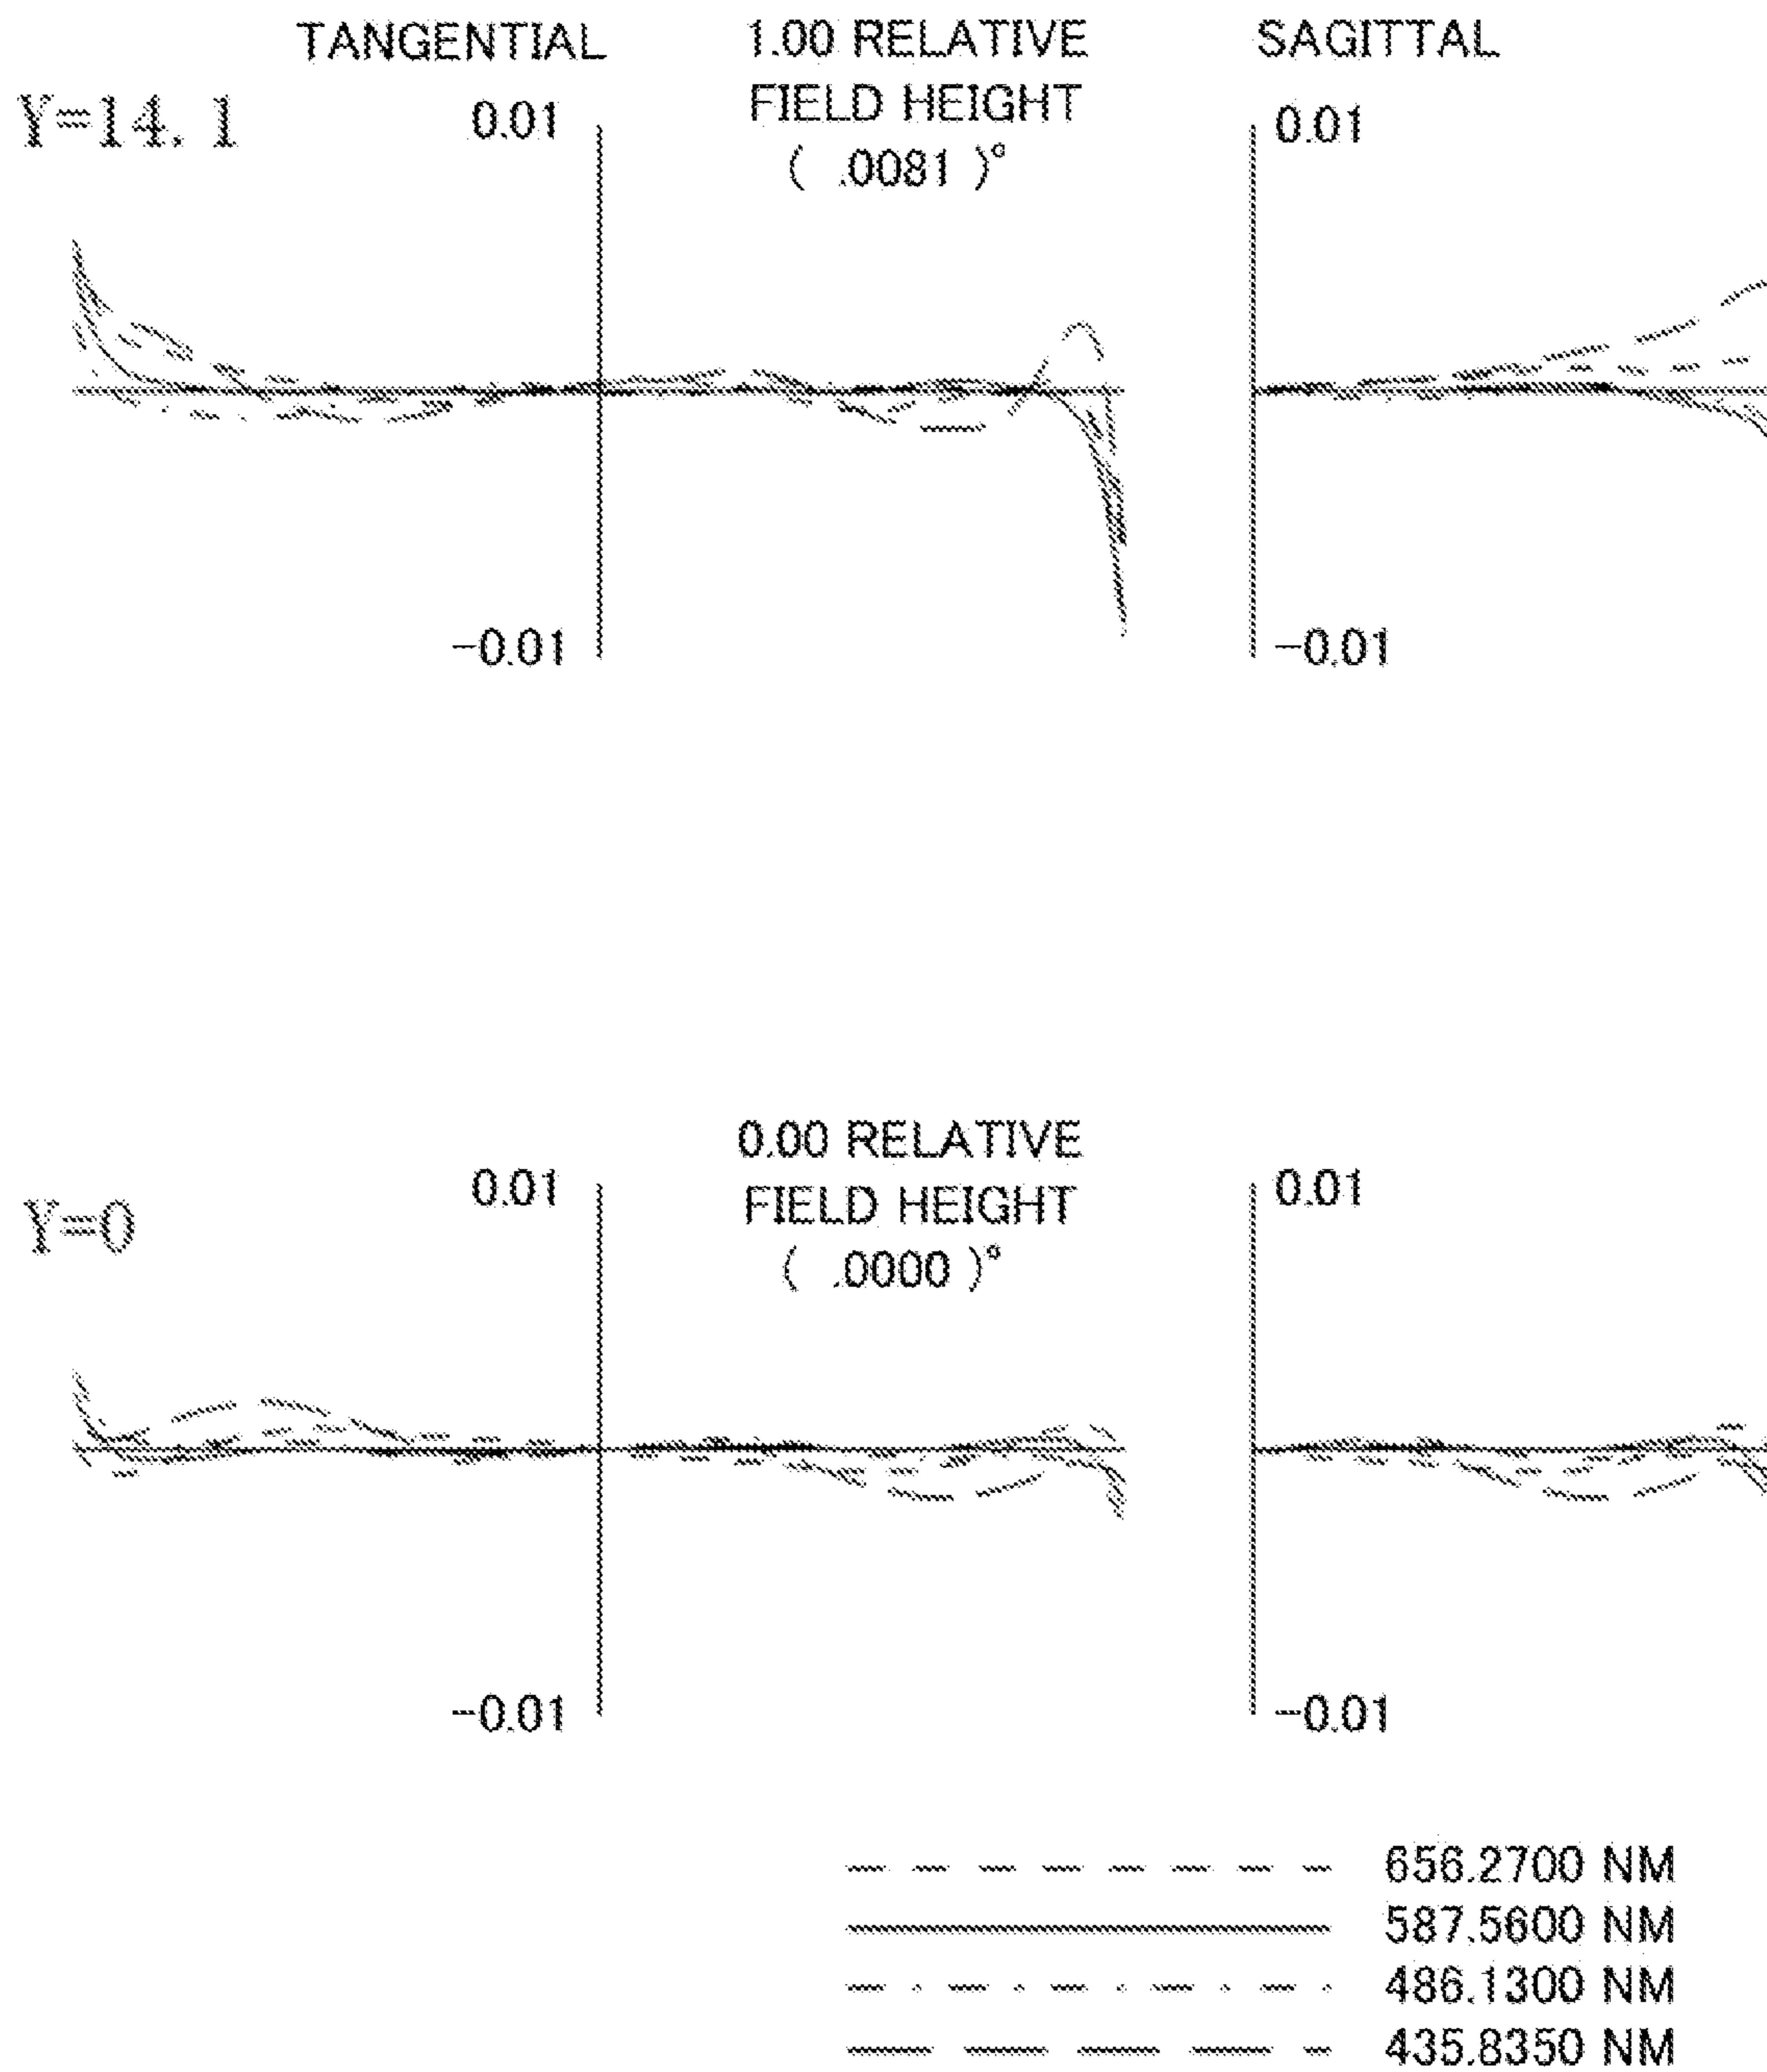 TANGENTIAL
1.00 RELATIVE
FIELD HEIGHT
( .0081 )°
SAGITTAL
Y=14. 1
0.01
0.01
-0.01
-0.01
0.00 RELATIVE
FIELD HEIGHT
( .0000 )°
Y=0
0.01
0.01
-0.01
-0.01
656.2700 NM
587.5600 NM
486.1300 NM
435.8350 NM